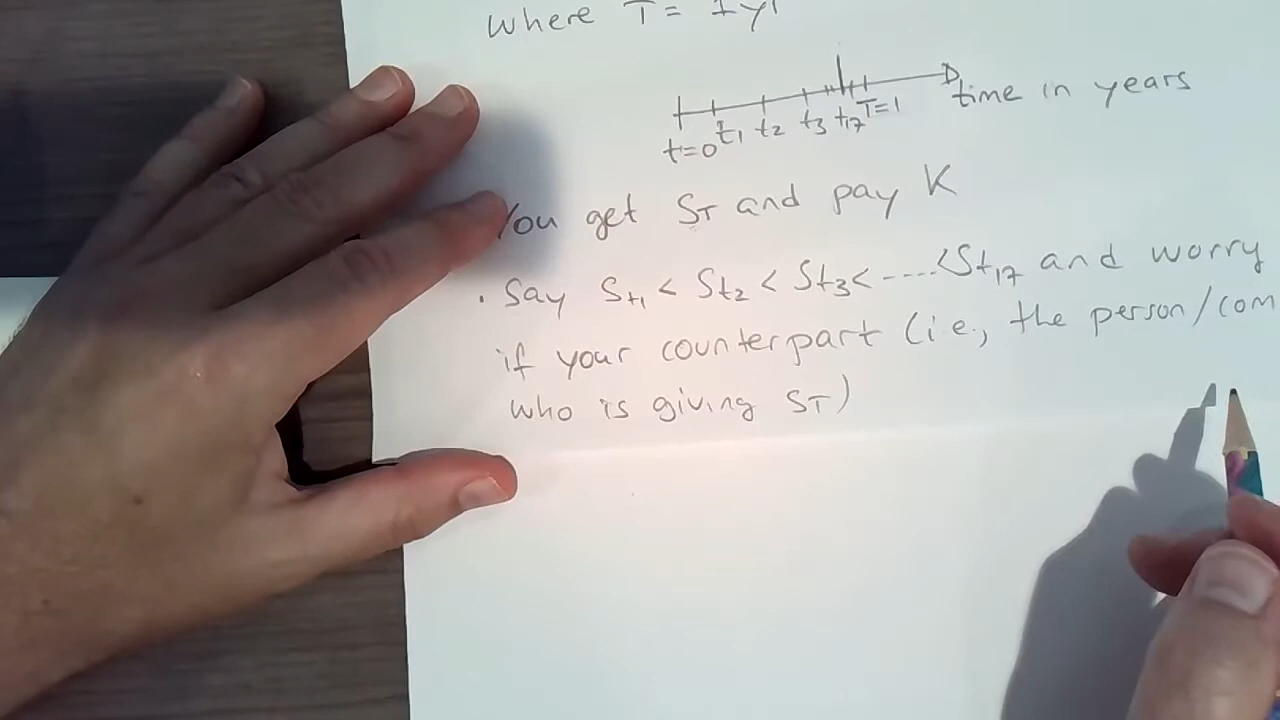 where T = 1yr
time in years
t=0 t1 t2 t3 t17 T=1
You get ST and pay K
• Say St1 < St2 < St3 < ----< St17 and worry
if your counterpart (i.e., the person/com
who is giving ST)